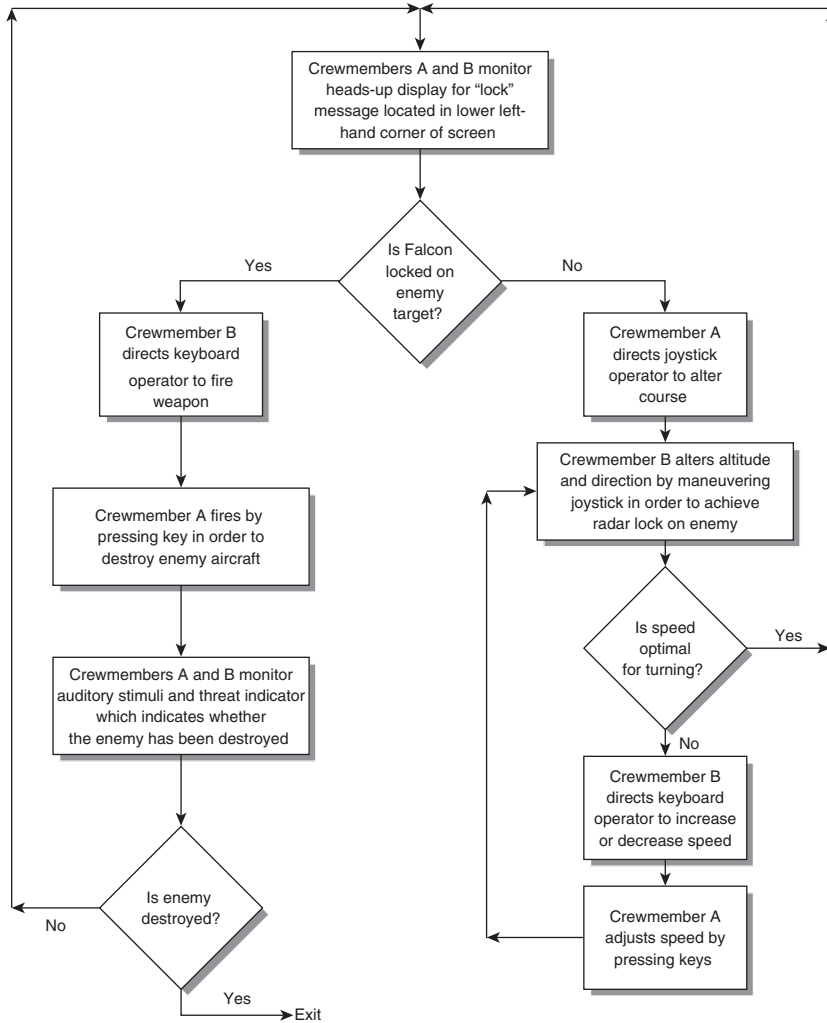 Crewmembers A and B monitor
heads-up display for “lock”
message located in lower left-
hand corner of screen
Is Falcon
locked on
enemy
target?
Yes
No
Crewmember B
directs keyboard
operator to fire
weapon
Crewmember A
directs joystick
operator to alter
course
Crewmember A fires by
pressing key in order to
destroy enemy aircraft
Crewmember B alters altitude
and direction by maneuvering
joystick in order to achieve
radar lock on enemy
Crewmembers A and B monitor
auditory stimuli and threat indicator
which indicates whether
the enemy has been destroyed
Is speed
optimal
for turning?
Yes
No
Crewmember B
directs keyboard
operator to increase
or decrease speed
Is enemy
destroyed?
No
Yes
Exit
Crewmember A
adjusts speed by
pressing keys